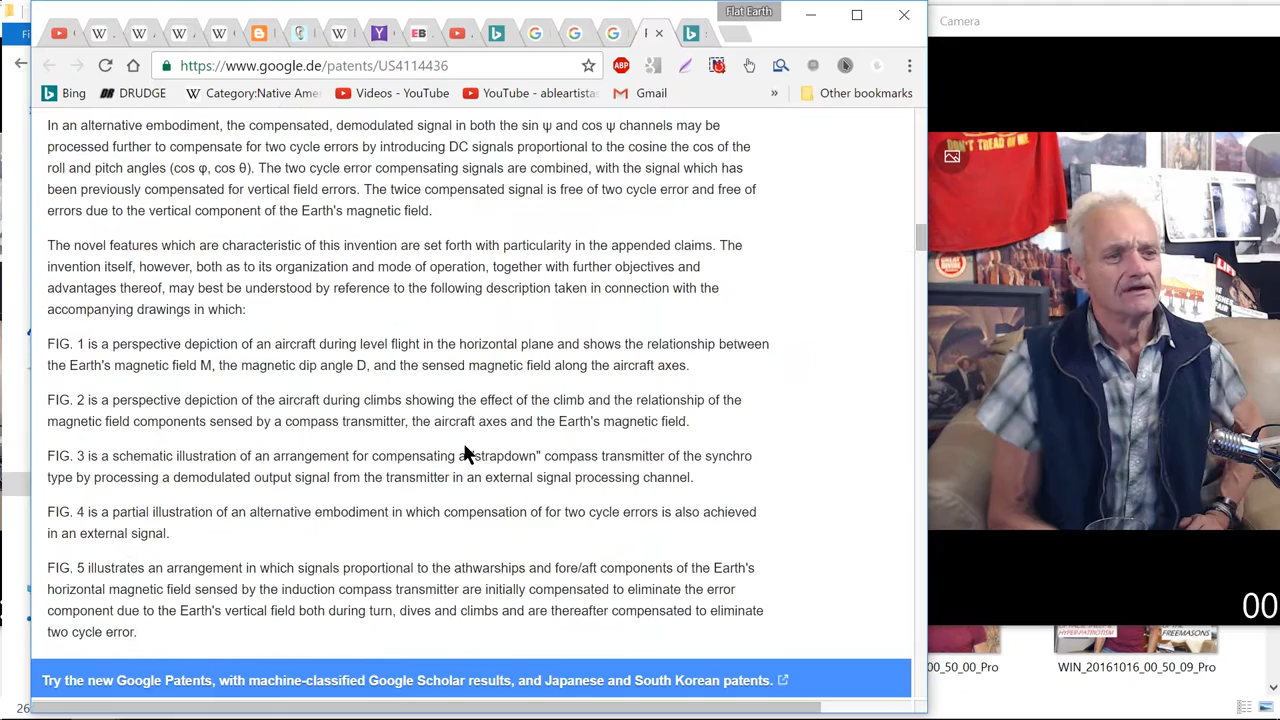 Flat Earth
Camera
https://www.google.de/patents/US4114436
ABP
Bing
DRUDGE
Category:Native Ame
Videos - YouTube
YouTube - ableartista
Gmail
»
Other bookmarks
In an alternative embodiment, the compensated, demodulated signal in both the sin ψ and cos ψ channels may be
processed further to compensate for two cycle errors by introducing DC signals proportional to the cosine the cos of the
roll and pitch angles (cos φ, cos θ). The two cycle error compensating signals are combined, with the signal which has
been previously compensated for vertical field errors. The twice compensated signal is free of two cycle error and free of
errors due to the vertical component of the Earth's magnetic field.
The novel features which are characteristic of this invention are set forth with particularity in the appended claims. The
invention itself, however, both as to its organization and mode of operation, together with further objectives and
advantages thereof, may best be understood by reference to the following description taken in connection with the
accompanying drawings in which:
FIG. 1 is a perspective depiction of an aircraft during level flight in the horizontal plane and shows the relationship between
the Earth's magnetic field M, the magnetic dip angle D, and the sensed magnetic field along the aircraft axes.
FIG. 2 is a perspective depiction of the aircraft during climbs showing the effect of the climb and the relationship of the
magnetic field components sensed by a compass transmitter, the aircraft axes and the Earth's magnetic field.
FIG. 3 is a schematic illustration of an arrangement for compensating a "strapdown" compass transmitter of the synchro
type by processing a demodulated output signal from the transmitter in an external signal processing channel.
FIG. 4 is a partial illustration of an alternative embodiment in which compensation of for two cycle errors is also achieved
in an external signal.
FIG. 5 illustrates an arrangement in which signals proportional to the athwarships and fore/aft components of the Earth's
horizontal magnetic field sensed by the induction compass transmitter are initially compensated to eliminate the error
component due to the Earth's vertical field both during turn, dives and climbs and are thereafter compensated to eliminate
two cycle error.
Try the new Google Patents, with machine-classified Google Scholar results, and Japanese and South Korean patents.
DON'T TREAD OF ME
00
HYPER-PATRIOTISM
FREEMASONS
00_50_00_Pro
WIN_20161016_00_50_09_Pro
26